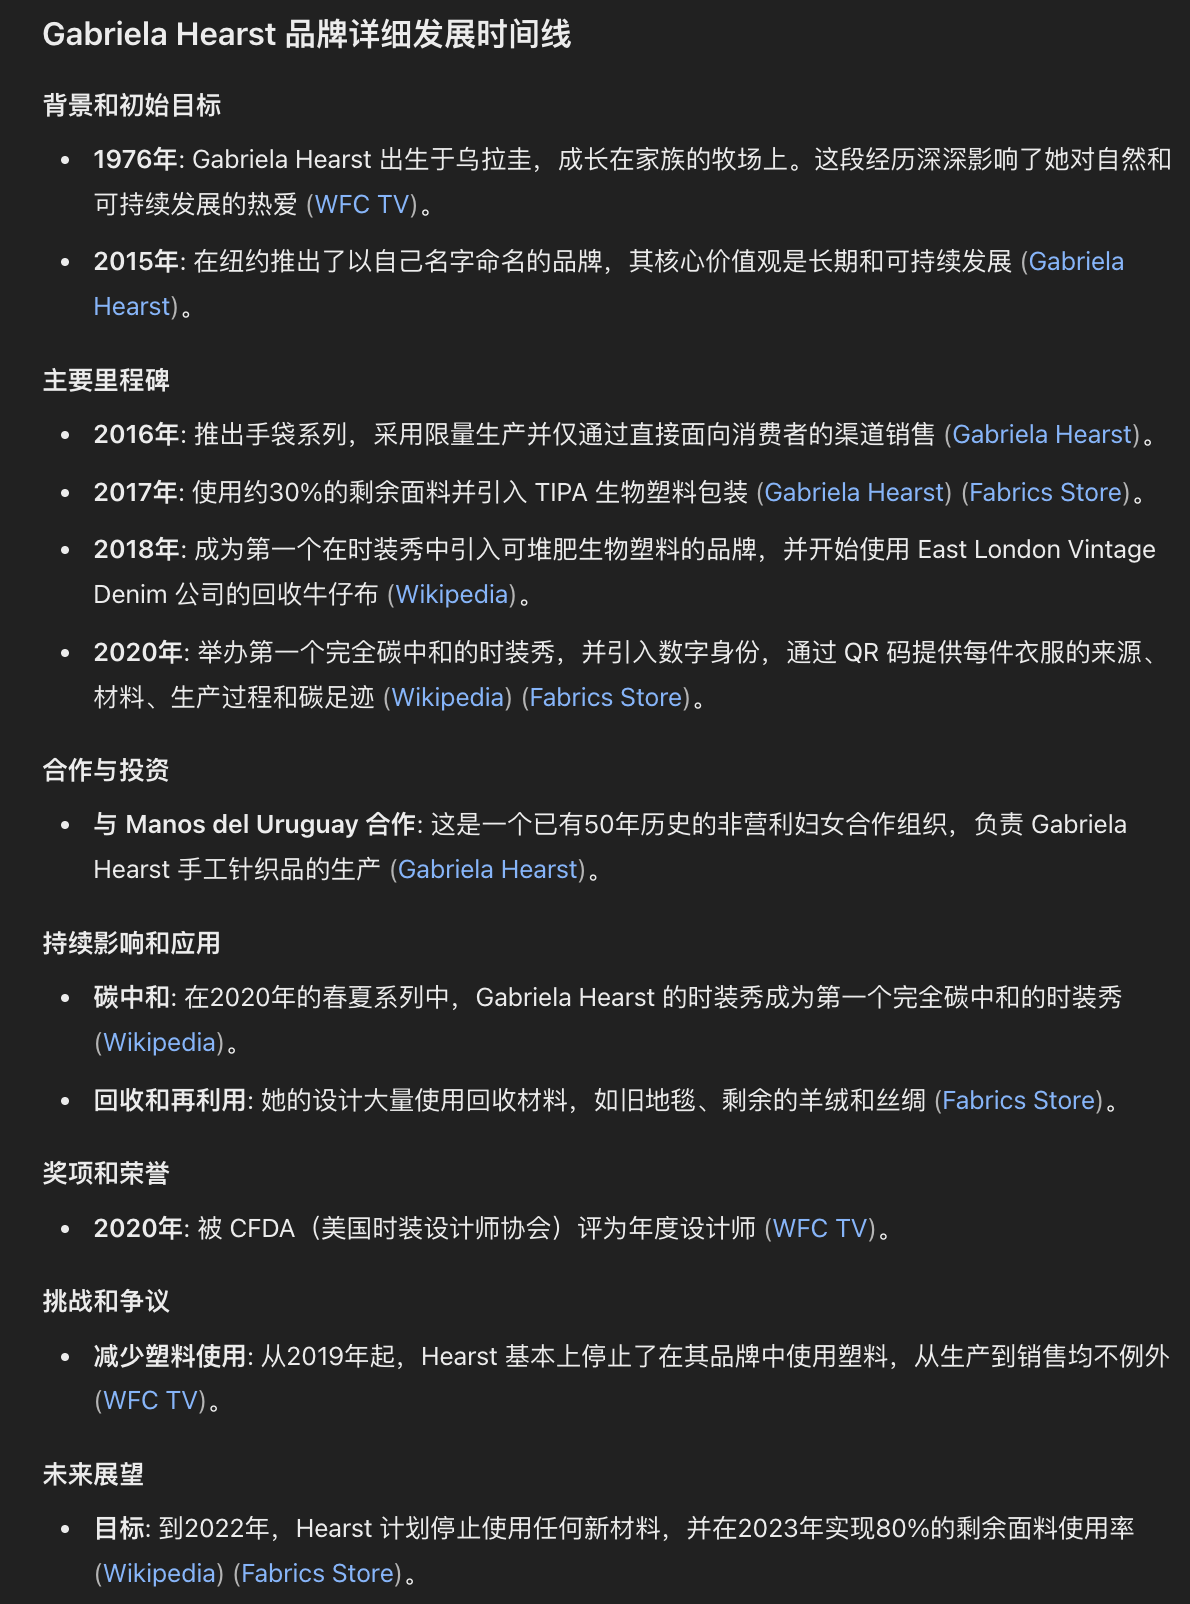 Gabriela Hearst 品牌详细发展时间线
背景和初始目标
• 1976年: Gabriela Hearst 出生于乌拉圭，成长在家族的牧场上。这段经历深深影响了她对自然和
可持续发展的热爱 (WFC TV)。
• 2015年: 在纽约推出了以自己名字命名的品牌，其核心价值观是长期和可持续发展 (Gabriela
Hearst)。
主要里程碑
• 2016年: 推出手袋系列，采用限量生产并仅通过直接面向消费者的渠道销售 (Gabriela Hearst)。
• 2017年: 使用约30%的剩余面料并引入 TIPA 生物塑料包装 (Gabriela Hearst) (Fabrics Store)。
• 2018年: 成为第一个在时装秀中引入可堆肥生物塑料的品牌，并开始使用 East London Vintage
Denim 公司的回收牛仔布 (Wikipedia)。
• 2020年: 举办第一个完全碳中和的时装秀，并引入数字身份，通过 QR 码提供每件衣服的来源、
材料、生产过程和碳足迹 (Wikipedia) (Fabrics Store)。
合作与投资
• 与 Manos del Uruguay 合作: 这是一个已有50年历史的非营利妇女合作组织，负责 Gabriela
Hearst 手工针织品的生产 (Gabriela Hearst)。
持续影响和应用
• 碳中和: 在2020年的春夏系列中，Gabriela Hearst 的时装秀成为第一个完全碳中和的时装秀
(Wikipedia)。
• 回收和再利用: 她的设计大量使用回收材料，如旧地毯、剩余的羊绒和丝绸 (Fabrics Store)。
奖项和荣誉
• 2020年: 被 CFDA（美国时装设计师协会）评为年度设计师 (WFC TV)。
挑战和争议
• 减少塑料使用: 从2019年起，Hearst 基本上停止了在其品牌中使用塑料，从生产到销售均不例外
(WFC TV)。
未来展望
• 目标: 到2022年，Hearst 计划停止使用任何新材料，并在2023年实现80%的剩余面料使用率
(Wikipedia) (Fabrics Store)。